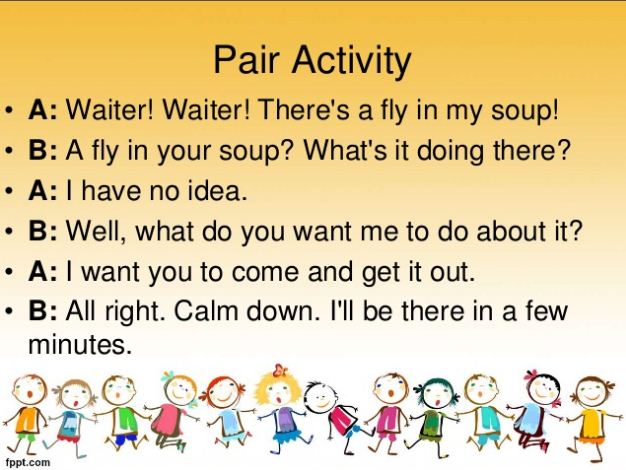 Pair Activity
• A: Waiter! Waiter! There's a fly in my soup!
• B: A fly in your soup? What's it doing there?
• A: I have no idea.
• B: Well, what do you want me to do about it?
• A: I want you to come and get it out.
• B: All right. Calm down. I'll be there in a few
minutes.
fppt.com